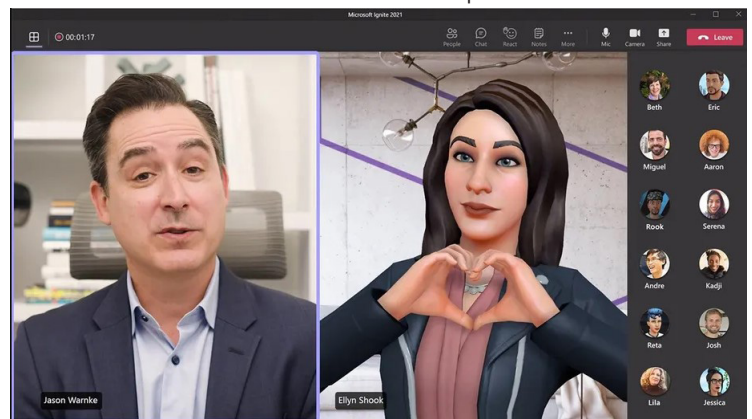 Microsoft Ignite 2021
00:01:17
People Chat React Notes More Mic Camera Share Leave
Beth Eric
Miguel Aaron
Rook Serena
Andre Kadji
Reta Josh
Lila Jessica
Jason Warnke Ellyn Shook